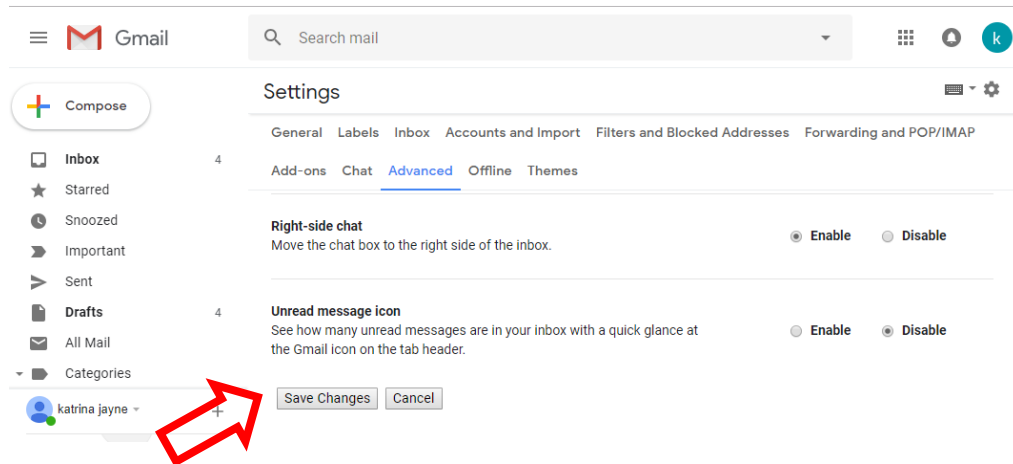 Gmail
Search mail
k
Compose
Settings
General Labels Inbox Accounts and Import Filters and Blocked Addresses Forwarding and POP/IMAP
Add-ons Chat Advanced Offline Themes
Inbox 4
Starred
Snoozed
Important
Sent
Drafts 4
All Mail
Categories
katrina jayne
Right-side chat
Move the chat box to the right side of the inbox.
Enable Disable
Unread message icon
See how many unread messages are in your inbox with a quick glance at
the Gmail icon on the tab header.
Enable Disable
Save Changes Cancel